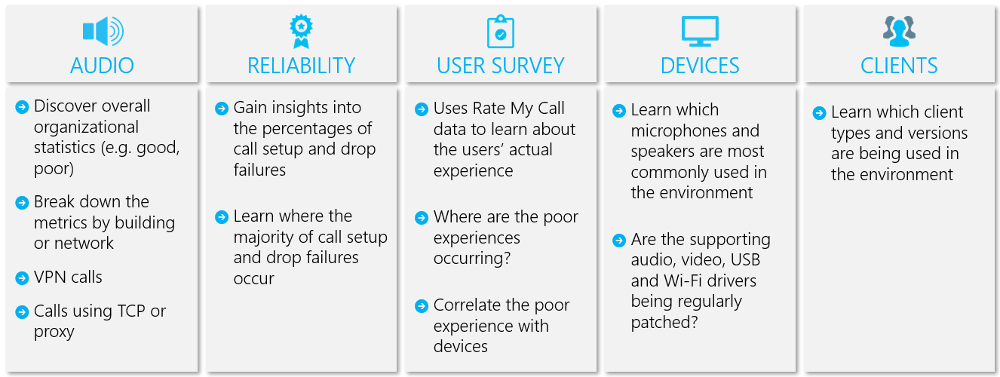 AUDIO
Discover overall
organizational
statistics (e.g. good,
poor)
Break down the
metrics by building
or network
VPN calls
Calls using TCP or
proxy
RELIABILITY
Gain insights into
the percentages of
call setup and drop
failures
Learn where the
majority of call setup
and drop failures
occur
USER SURVEY
Uses Rate My Call
data to learn about
the users’ actual
experience
Where are the poor
experiences
occurring?
Correlate the poor
experience with
devices
DEVICES
Learn which
microphones and
speakers are most
commonly used in
the environment
Are the supporting
audio, video, USB
and Wi-Fi drivers
being regularly
patched?
CLIENTS
Learn which client
types and versions
are being used in
the environment